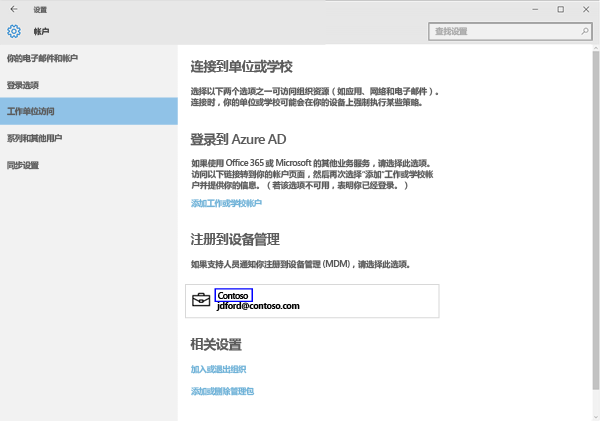 设置
帐户
查找设置
你的电子邮件和帐户
登录选项
工作单位访问
系列和其他用户
同步设置
连接到单位或学校
选择以下两个选项之一可访问组织资源（如应用、网络和电子邮件）。
连接时，你的单位或学校可能会在你的设备上强制执行某些策略。
登录到 Azure AD
如果使用 Office 365 或 Microsoft 的其他业务服务，请选择此选项。
访问以下链接转到你的帐户页面，然后再次选择“添加”工作或学校帐
户并提供你的信息。（若该选项不可用，表明你已经登录。）
添加工作或学校帐户
注册到设备管理
如果支持人员通知你注册到设备管理 (MDM)，请选择此选项。
Contoso
jdford@contoso.com
相关设置
加入或退出组织
添加或删除管理包